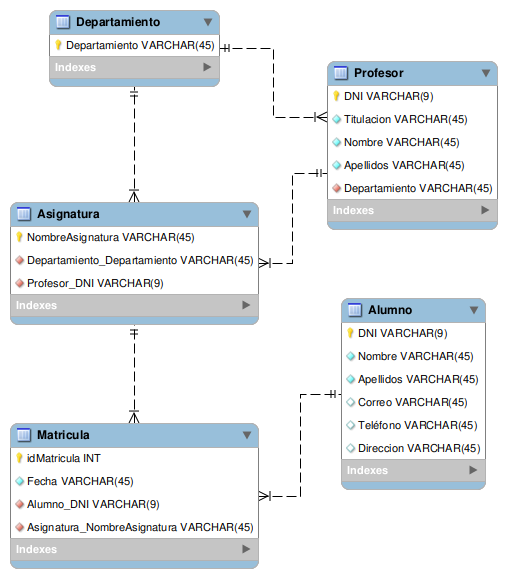 Departamento
Departamento VARCHAR(45)
Indexes
Profesor
DNI VARCHAR(9)
Titulacion VARCHAR(45)
Nombre VARCHAR(45)
Apellidos VARCHAR(45)
Departamento VARCHAR(45)
Indexes
Asignatura
NombreAsignatura VARCHAR(45)
Departamento_Departamento VARCHAR(45)
Profesor_DNI VARCHAR(9)
Indexes
Alumno
DNI VARCHAR(9)
Nombre VARCHAR(45)
Apellidos VARCHAR(45)
Correo VARCHAR(45)
Teléfono VARCHAR(45)
Direccion VARCHAR(45)
Indexes
Matricula
idMatricula INT
Fecha VARCHAR(45)
Alumno_DNI VARCHAR(9)
Asignatura_NombreAsignatura VARCHAR(45)
Indexes